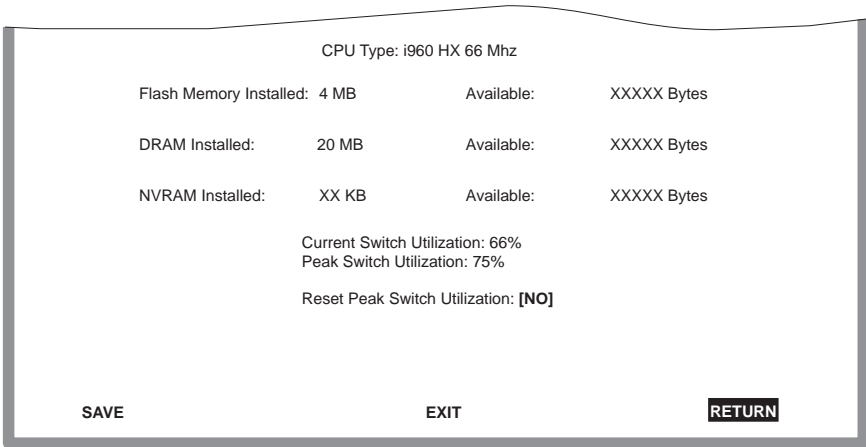 CPU Type: i960 HX 66 Mhz
Flash Memory Installed: 4 MB Available: XXXXX Bytes
DRAM Installed: 20 MB Available: XXXXX Bytes
NVRAM Installed: XX KB Available: XXXXX Bytes
Current Switch Utilization: 66%
Peak Switch Utilization: 75%
Reset Peak Switch Utilization: [NO]
SAVE EXIT RETURN